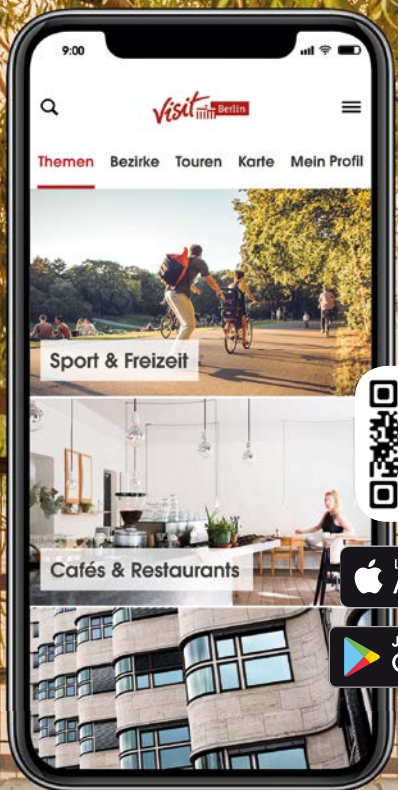 9:00
visit Berlin
Themen Bezirke Touren Karte Mein Profil
Sport & Freizeit
Cafés & Restaurants